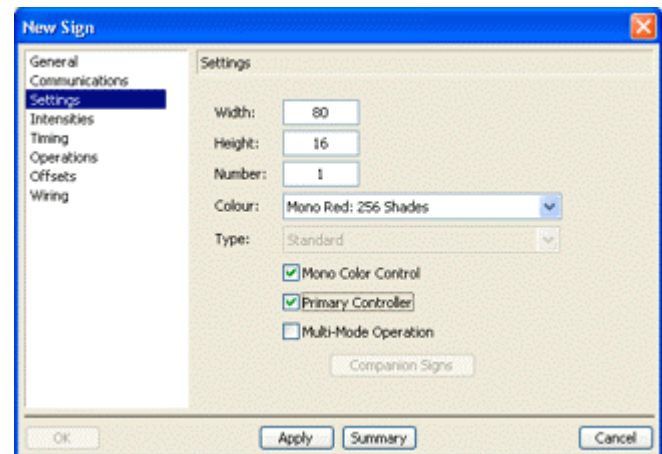 New Sign
General
Communications
Settings
Intensities
Timing
Operations
Offsets
Wiring
Settings
Width: 80
Height: 16
Number: 1
Colour: Mono Red: 256 Shades
Type: Standard
Mono Color Control
Primary Controller
Multi-Mode Operation
Companion Signs
OK Apply Summary Cancel